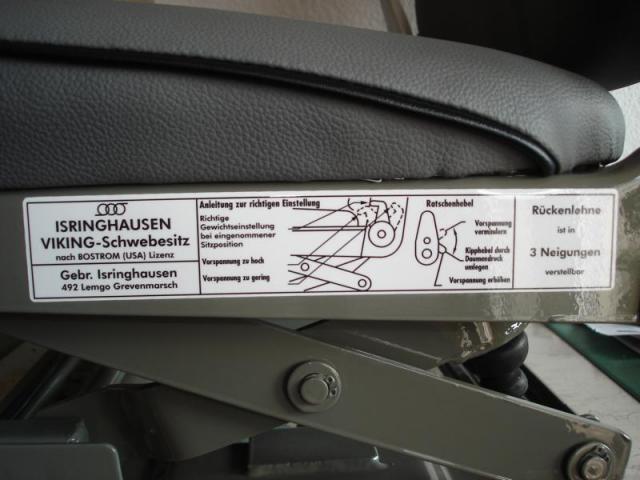 ISRINGHAUSEN
VIKING-Schwebesitz
nach BOSTROM (USA) Lizenz
Gebr. Isringhausen
492 Lemgo Grevenmarsch
Anleitung zur richtigen Einstellung
Richtige
Gewichtseinstellung
bei eingenommener
Sitzposition
Vorspannung zu hoch
Vorspannung zu gering
Ratschenhebel
Vorspannung
vermindern
Kipphebel durch
Daumendruck
umlegen
Vorspannung erhöhen
Rückenlehne
ist in
3 Neigungen
verstellbar